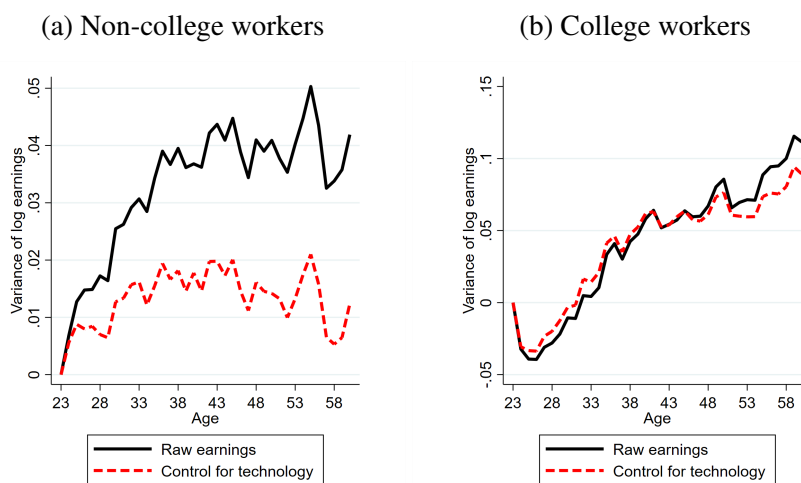 (a) Non-college workers
Variance of log earnings
0 .01 .02 .03 .04 .05
23 28 33 38 43 48 53 58
Age
Raw earnings
Control for technology
(b) College workers
Variance of log earnings
-.05 0 .05 .1 .15
23 28 33 38 43 48 53 58
Age
Raw earnings
Control for technology